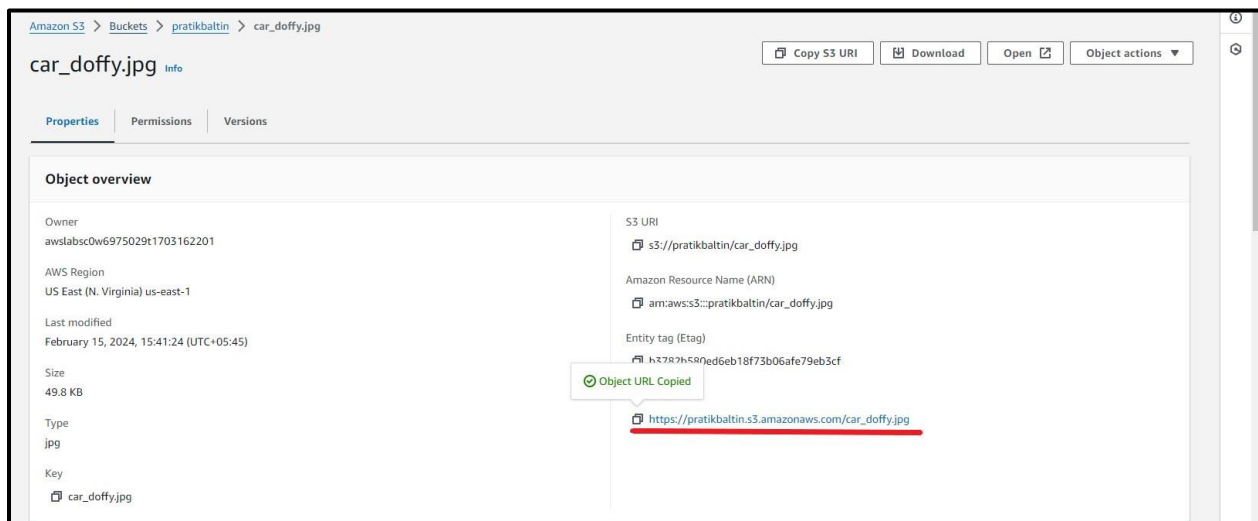 Amazon S3 > Buckets > pratikbaltin > car_doffy.jpg
car_doffy.jpg Info
Copy S3 URI
Download
Open
Object actions
Properties
Permissions
Versions
Object overview
Owner
awslabsc0w6975029t1703162201
AWS Region
US East (N. Virginia) us-east-1
Last modified
February 15, 2024, 15:41:24 (UTC+05:45)
Size
49.8 KB
Type
jpg
Key
car_doffy.jpg
S3 URI
s3://pratikbaltin/car_doffy.jpg
Amazon Resource Name (ARN)
arn:aws:s3:::pratikbaltin/car_doffy.jpg
Entity tag (Etag)
b3782b580ed6eb18f73b06afe79eb3cf
Object URL Copied
https://pratikbaltin.s3.amazonaws.com/car_doffy.jpg